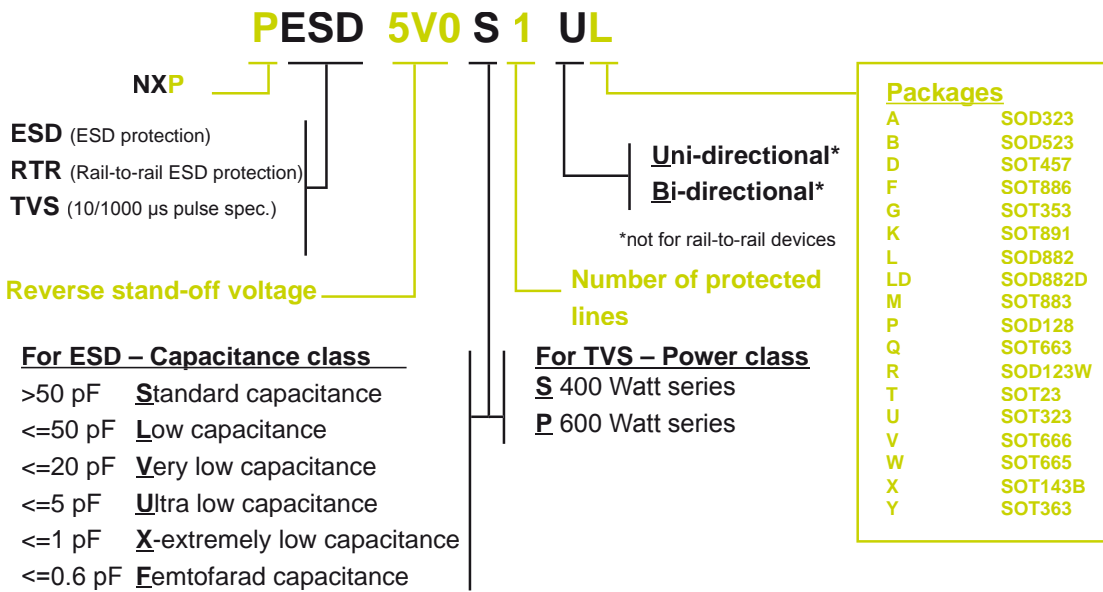 PESD 5V0 S 1 UL
NXP
ESD (ESD protection)
RTR (Rail-to-rail ESD protection)
TVS (10/1000 µs pulse spec.)
Uni-directional*
Bi-directional*
*not for rail-to-rail devices
Reverse stand-off voltage
Number of protected
lines
For ESD – Capacitance class
>50 pF Standard capacitance
<=50 pF Low capacitance
<=20 pF Very low capacitance
<=5 pF Ultra low capacitance
<=1 pF X-extremely low capacitance
<=0.6 pF Femtofarad capacitance
For TVS – Power class
S 400 Watt series
P 600 Watt series
Packages
A SOD323
B SOD523
D SOT457
F SOT886
G SOT353
K SOT891
L SOD882
LD SOD882D
M SOT883
P SOD128
Q SOT663
R SOD123W
T SOT23
U SOT323
V SOT666
W SOT665
X SOT143B
Y SOT363